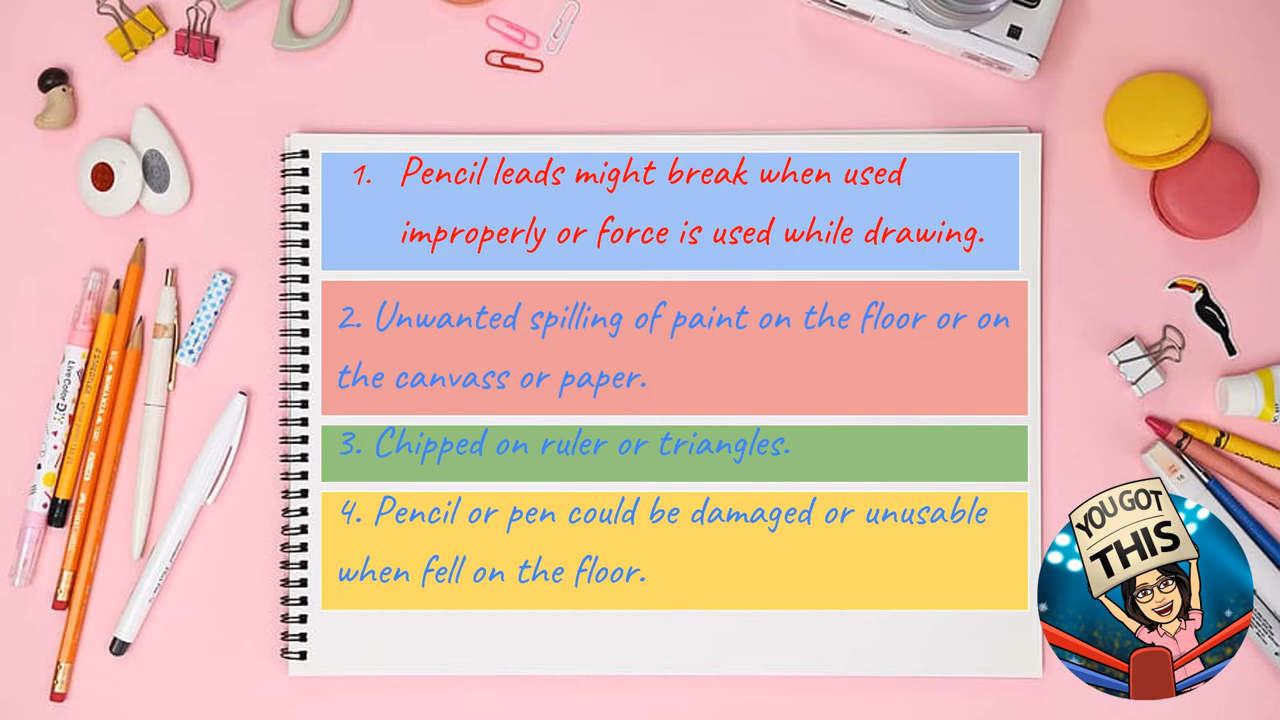 1. Pencil leads might break when used
improperly or force is used while drawing.
2. Unwanted spilling of paint on the floor or on
the canvass or paper.
3. Chipped on ruler or triangles.
4. Pencil or pen could be damaged or unusable
when fell on the floor.
YOU GOT
THIS